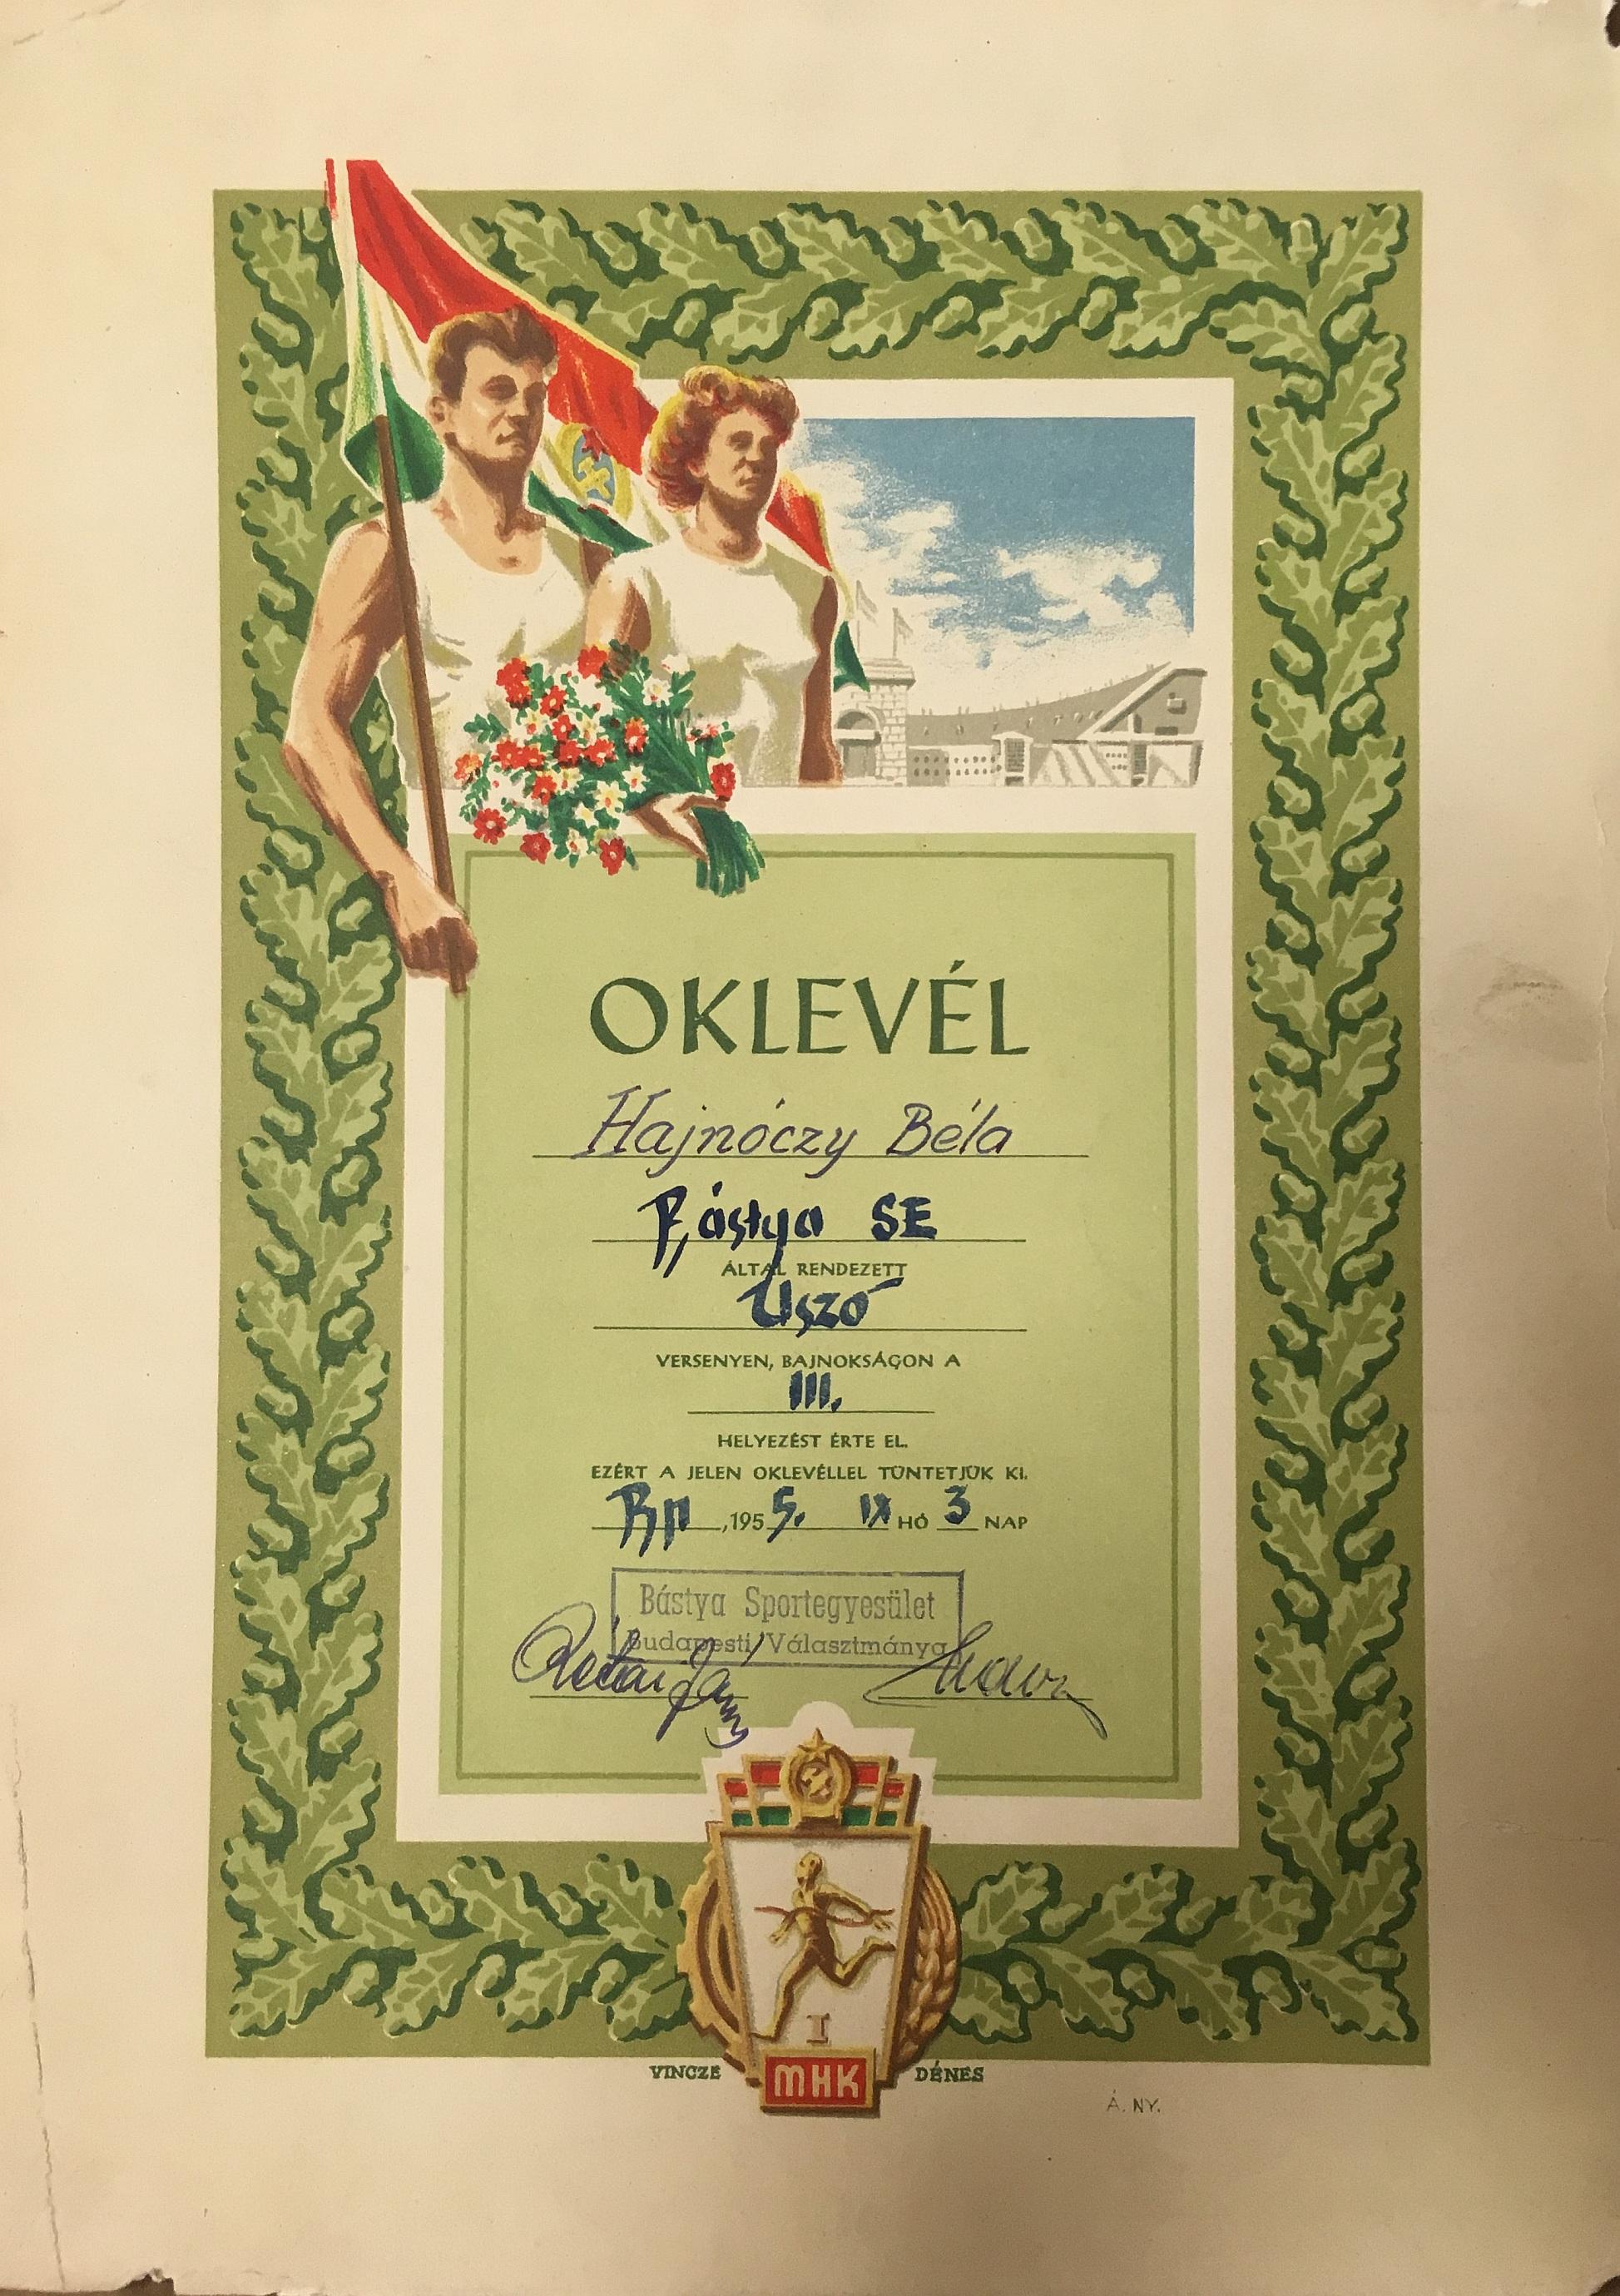 OKLEVÉL
Hajnóczy Béla
Bástya SE
ÁLTAL RENDEZETT
Uszó
VERSENYEN, BAJNOKSÁGON A
III.
HELYEZÉST ÉRTE EL.
EZÉRT A JELEN OKLEVÉLLEL TÜNTETJÜK KI.
Bp, 1955. IX HÓ 3 NAP
Bástya Sportegyesület
Budapesti Választmánya
I
MHK
VINCZE DÉNES
Á. NY.